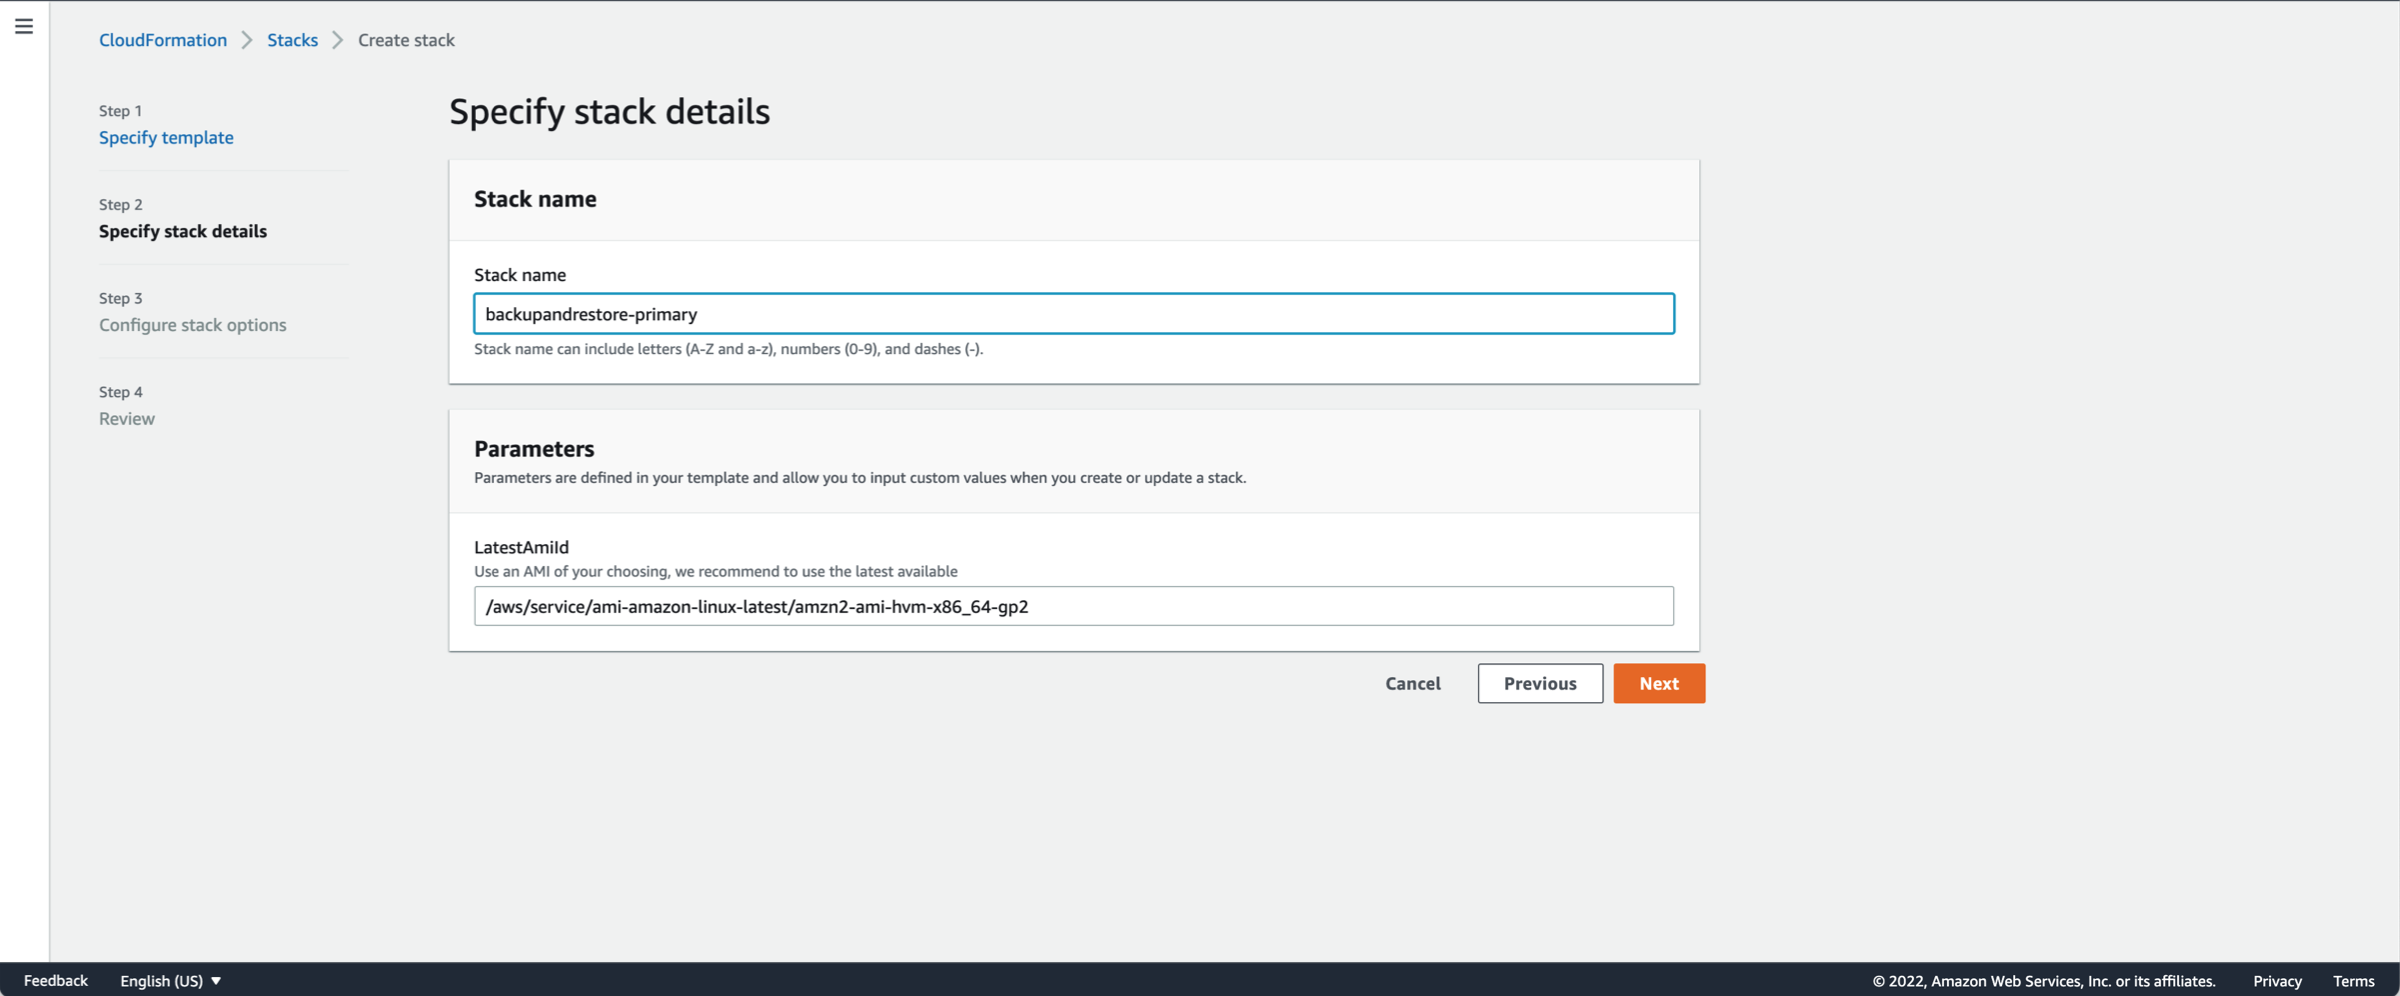 CloudFormation > Stacks > Create stack
Step 1
Specify template
Step 2
Specify stack details
Step 3
Configure stack options
Step 4
Review
Specify stack details
Stack name
Stack name
backupandrestore-primary
Stack name can include letters (A-Z and a-z), numbers (0-9), and dashes (-).
Parameters
Parameters are defined in your template and allow you to input custom values when you create or update a stack.
LatestAmiId
Use an AMI of your choosing, we recommend to use the latest available
/aws/service/ami-amazon-linux-latest/amzn2-ami-hvm-x86_64-gp2
Cancel Previous Next
Feedback English (US) © 2022, Amazon Web Services, Inc. or its affiliates. Privacy Terms